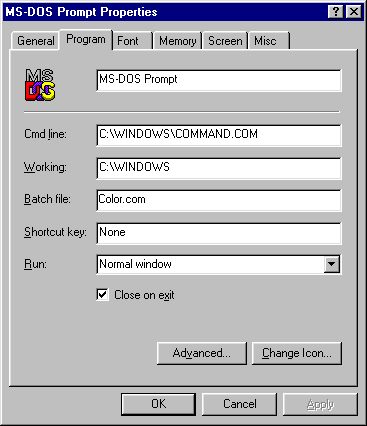 MS-DOS Prompt Properties
General Program Font Memory Screen Misc
MS DOS
MS-DOS Prompt
Cmd line: C:\WINDOWS\COMMAND.COM
Working: C:\WINDOWS
Batch file: Color.com
Shortcut key: None
Run: Normal window
Close on exit
Advanced... Change Icon...
OK Cancel Apply